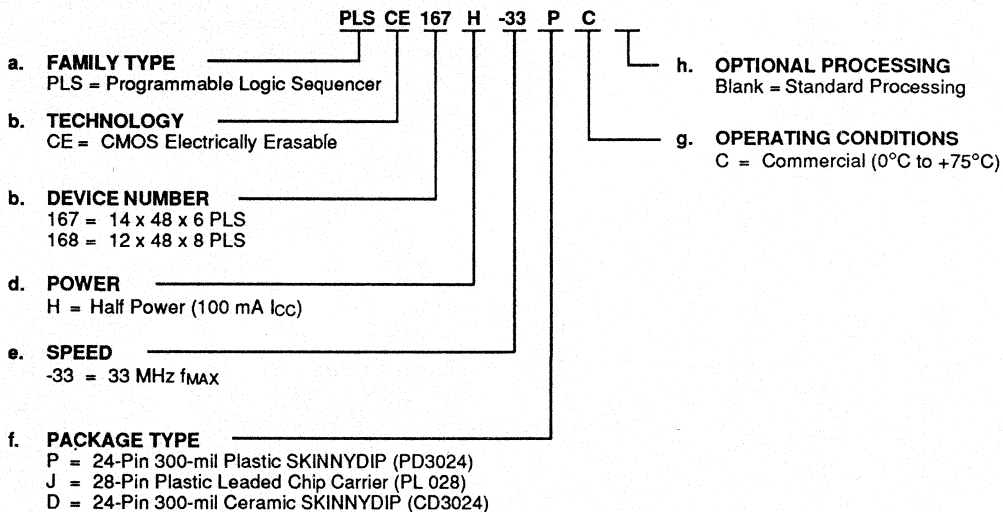 PLS CE 167 H -33 P C
a. FAMILY TYPE
PLS = Programmable Logic Sequencer
b. TECHNOLOGY
CE = CMOS Electrically Erasable
b. DEVICE NUMBER
167 = 14 x 48 x 6 PLS
168 = 12 x 48 x 8 PLS
d. POWER
H = Half Power (100 mA ICC)
e. SPEED
-33 = 33 MHz fMAX
f. PACKAGE TYPE
P = 24-Pin 300-mil Plastic SKINNYDIP (PD3024)
J = 28-Pin Plastic Leaded Chip Carrier (PL 028)
D = 24-Pin 300-mil Ceramic SKINNYDIP (CD3024)
h. OPTIONAL PROCESSING
Blank = Standard Processing
g. OPERATING CONDITIONS
C = Commercial (0°C to +75°C)